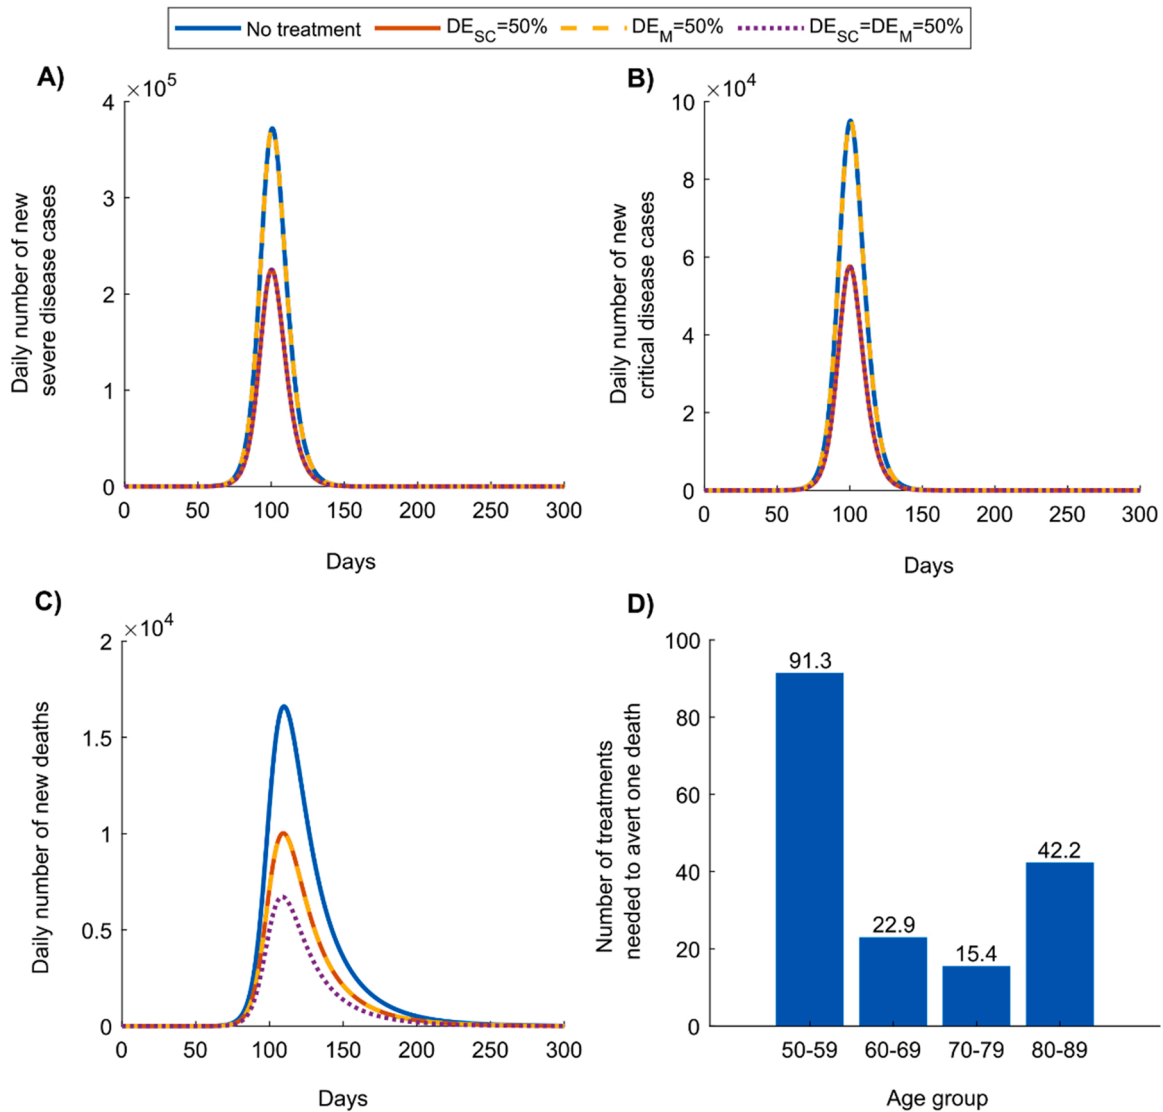 No treatment DE_SC=50% DE_M=50% DE_SC=DE_M=50%
A)
×10^5
4
3
2
1
0
0 50 100 150 200 250 300
Days
Daily number of new
severe disease cases
B)
×10^4
10
8
6
4
2
0
0 50 100 150 200 250 300
Days
Daily number of new
critical disease cases
C)
×10^4
2
1.5
1
0.5
0
0 50 100 150 200 250 300
Days
Daily number of new deaths
D)
100
80
60
40
20
0
91.3
22.9
15.4
42.2
50-59 60-69 70-79 80-89
Age group
Number of treatments
needed to avert one death